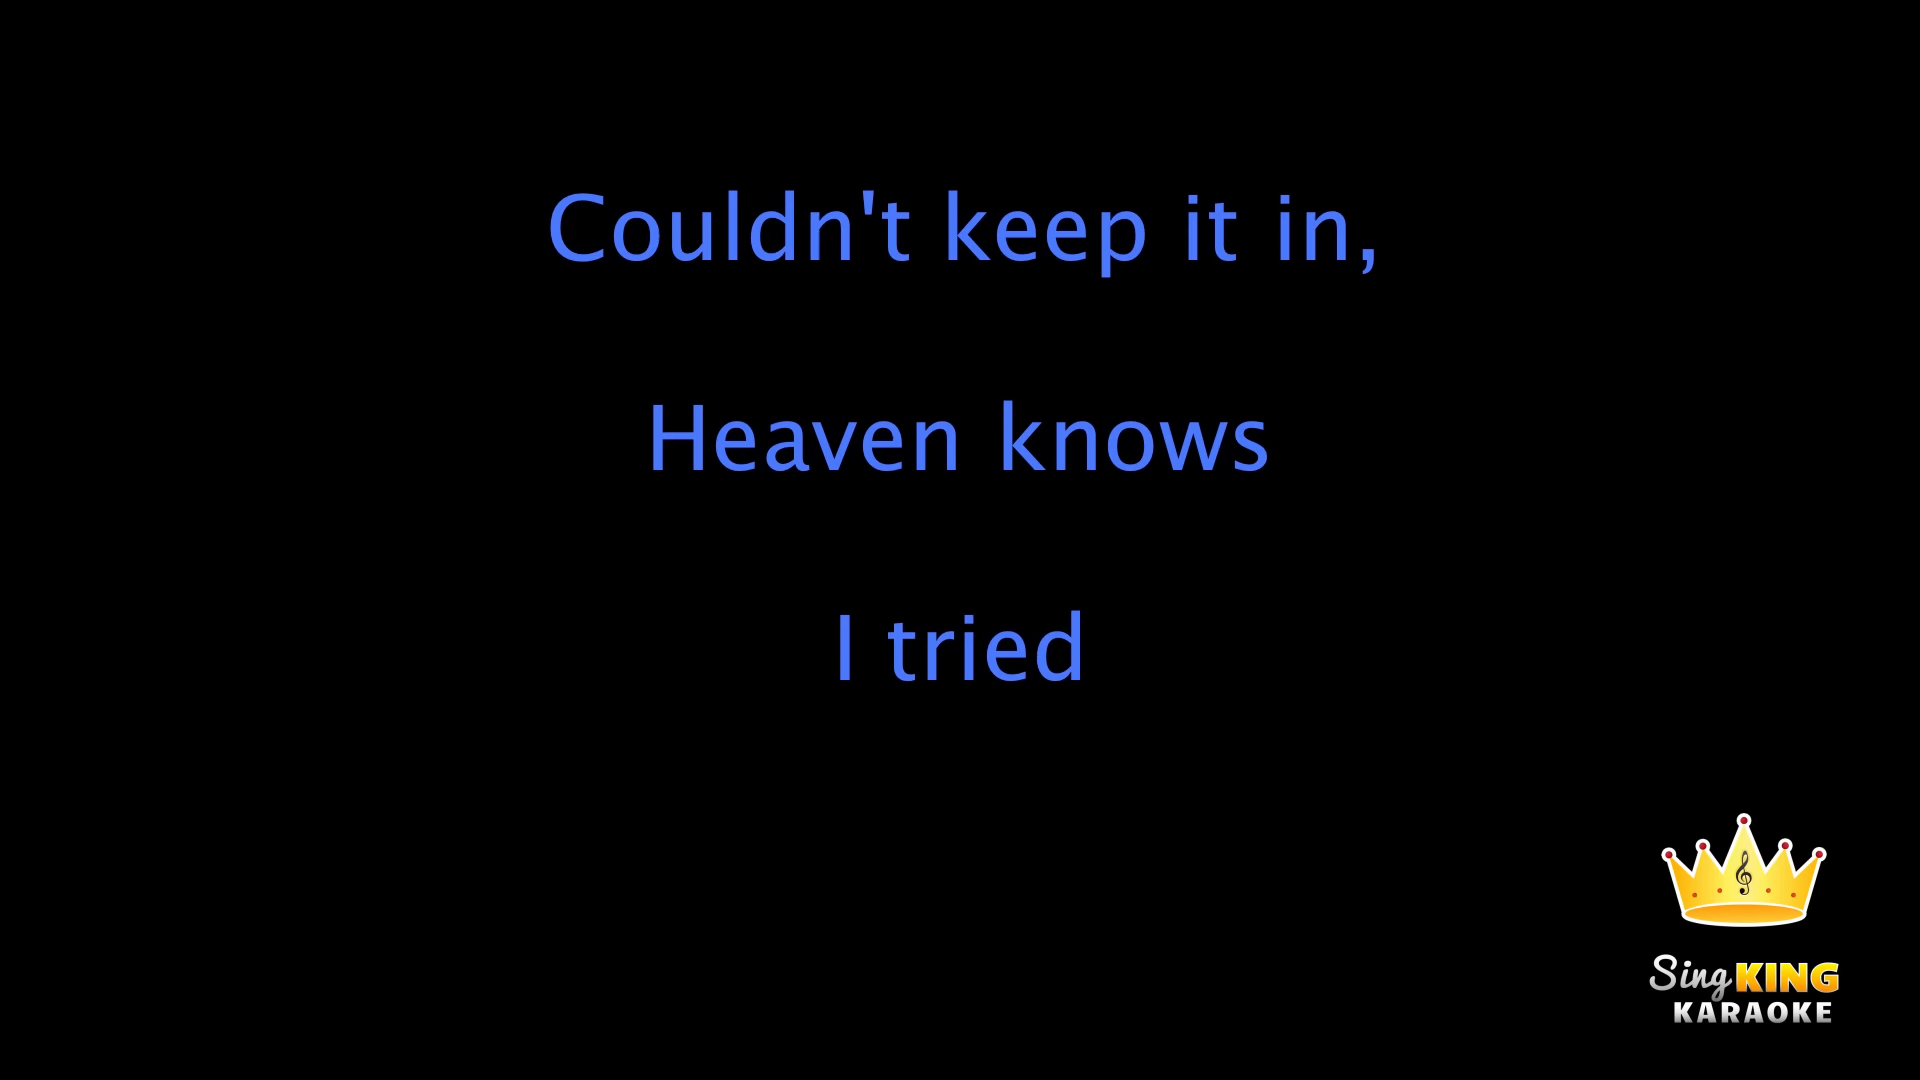 Couldn't keep it in,
Heaven knows
I tried
Sing KING
KARAOKE